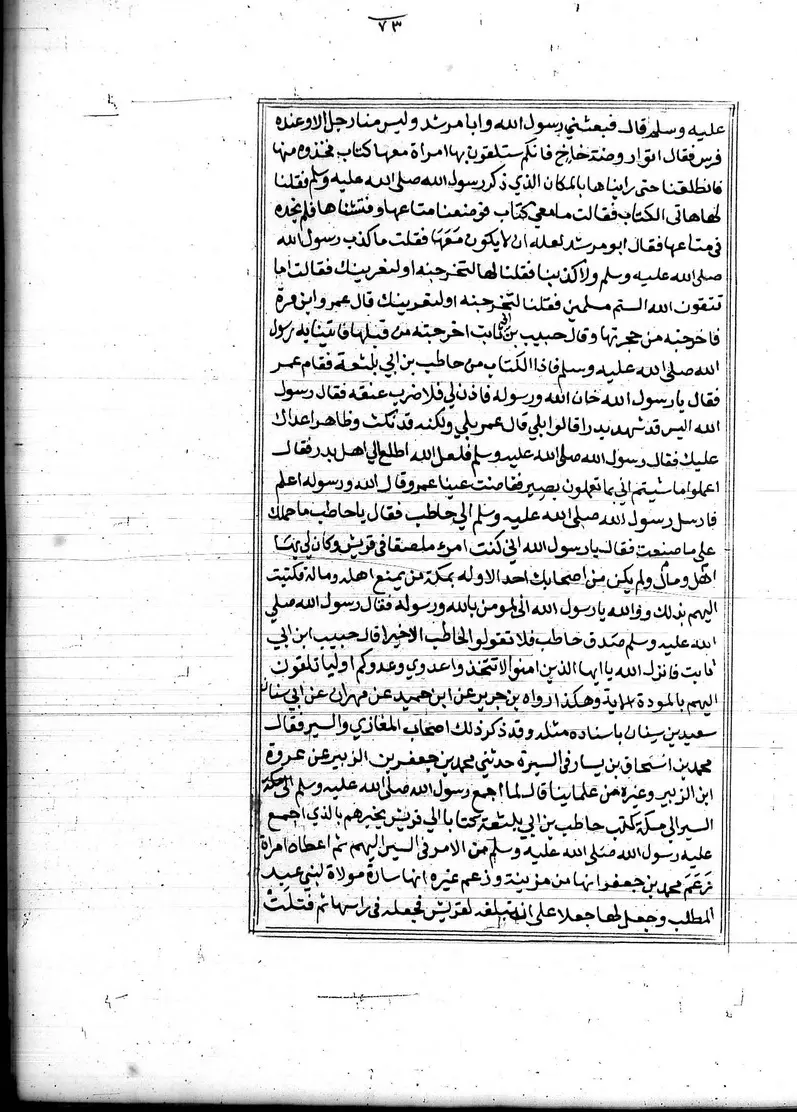 ٧٣
عليه وسلم قال فبعثني رسول الله وابا مرثد وليس منا رجل الا وعنده
فرس فقال ائتوا روضة خاخ فانكم ستلقون بها امراة معها كتاب فخذوه منها
فانطلقنا حتى رايناها بالمكان الذي ذكر رسول الله صلى الله عليه وسلم فقلنا
لها هاتي الكتاب فقالت ما معي كتاب فوضعنا متاعها وفتشناها فلم نجده
في متاعها فقال ابو مرثد لعله ان لا يكون معها فقلت ما كذب رسول الله
صلى الله عليه وسلم ولا كذبنا فقلنا لها لتخرجنه او لنعرينك فقالت اما
تتقون الله الستم مسلمين فقلنا لتخرجنه او لنعرينك قال عمرو ابن مرة
فاخرجته من حجزتها وقال حبيب بن ابي ثابت اخرجته من قبلها فاتينا به رسول
الله صلى الله عليه وسلم فاذا الكتاب من حاطب بن ابي بلتعة فقام عمر
فقال يا رسول الله خان الله ورسوله فاذن لي فلاضرب عنقه فقال رسول
الله اليس قد شهد بدرا قالوا بلي قال عمر بلي ولكنه قد نكث وظاهر اعداك
عليك فقال رسول الله صلى الله عليه وسلم فلعل الله اطلع الي اهل بدر فقال
اعملوا ما شيتم اني بما تعملون بصير ففاضت عينا عمر وقال الله ورسوله اعلم
فارسل رسول الله صلى الله عليه وسلم الي حاطب فقال يا حاطب ما حملك
على ما صنعت فقال يا رسول الله اني كنت امرء ملصقا في قريش وكان لي بها
اهل ومال ولم يكن من اصحابك احد الا وله بمكة من يمنع اهله وماله فكتبت
اليهم بذلك ووالله يا رسول الله اني لمومن بالله ورسوله فقال رسول الله صلى
الله عليه وسلم صدق حاطب فلا تقولوا لحاطب الا خيرا قال حبيب ابن ابي
ثابت فانزل الله يا ايها الذين امنوا لا تتخذوا عدوي وعدوكم اوليا تلقون
اليهم بالمودة الاية وهكذا رواه بن جرير عن ابن حميد عن مهران عن ابي سنان
سعيد بن سنان باسناده مثله وقد ذكر ذلك اصحاب المغازي والسير فقال
محمد بن اسحاق بن يسار في السيرة حدثني محمد بن جعفر بن الزبير عن عروة
ابن الزبير وغيره من علماينا قال لما اجمع رسول الله صلى الله عليه وسلم الى مكة
السير الي مكة كتب حاطب بن ابي بلتعة كتابا الي قريش يخبرهم بالذي اجمع
عليه رسول الله صلى الله عليه وسلم من الامر في السير اليهم ثم اعطاه امراة
زعم محمد بن جعفر انها من مزينة وزعم غيره انها سارة مولاة لبني عبد
المطلب وجعل لها جعلا على ان تبلغه لقريش فجعلته في راسها ثم فتلت